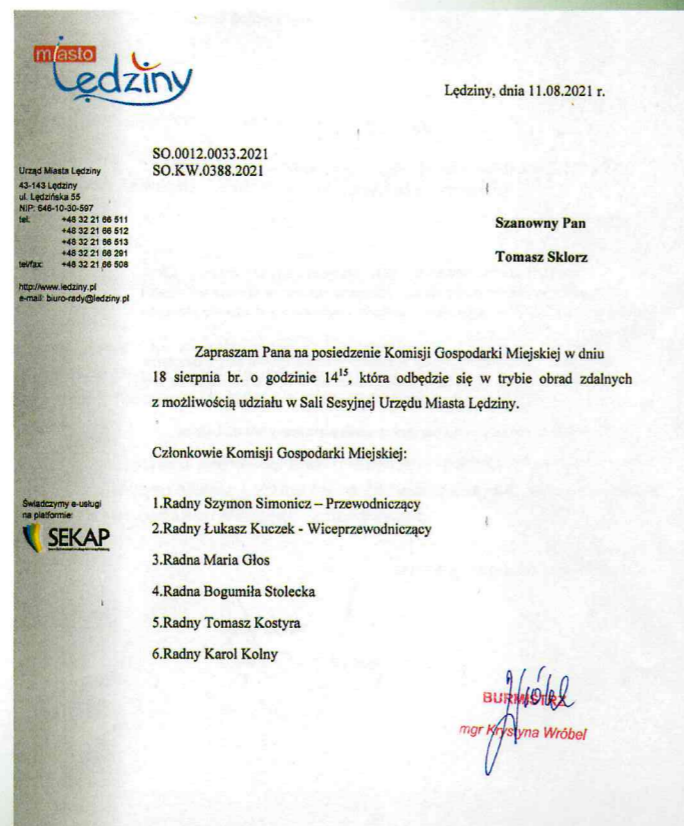 miasto
Lędziny
Lędziny, dnia 11.08.2021 r.
SO.0012.0033.2021
SO.KW.0388.2021
Urząd Miasta Lędziny
43-143 Lędziny
ul. Lędzińska 55
NIP: 646-10-30-597
tel: +48 32 21 66 511
+48 32 21 66 512
+48 32 21 66 513
+48 32 21 66 291
tel/fax: +48 32 21 66 508
http://www.ledziny.pl
e-mail: biuro-rady@ledziny.pl
Szanowny Pan
Tomasz Sklorz
Zapraszam Pana na posiedzenie Komisji Gospodarki Miejskiej w dniu
18 sierpnia br. o godzinie 14¹⁵, która odbędzie się w trybie obrad zdalnych
z możliwością udziału w Sali Sesyjnej Urzędu Miasta Lędziny.
Członkowie Komisji Gospodarki Miejskiej:
Świadczymy e-usługi
na platformie:
SEKAP
1.Radny Szymon Simonicz – Przewodniczący
2.Radny Łukasz Kuczek - Wiceprzewodniczący
3.Radna Maria Głos
4.Radna Bogumiła Stolecka
5.Radny Tomasz Kostyra
6.Radny Karol Kolny
BURMISTRZ
mgr Krystyna Wróbel